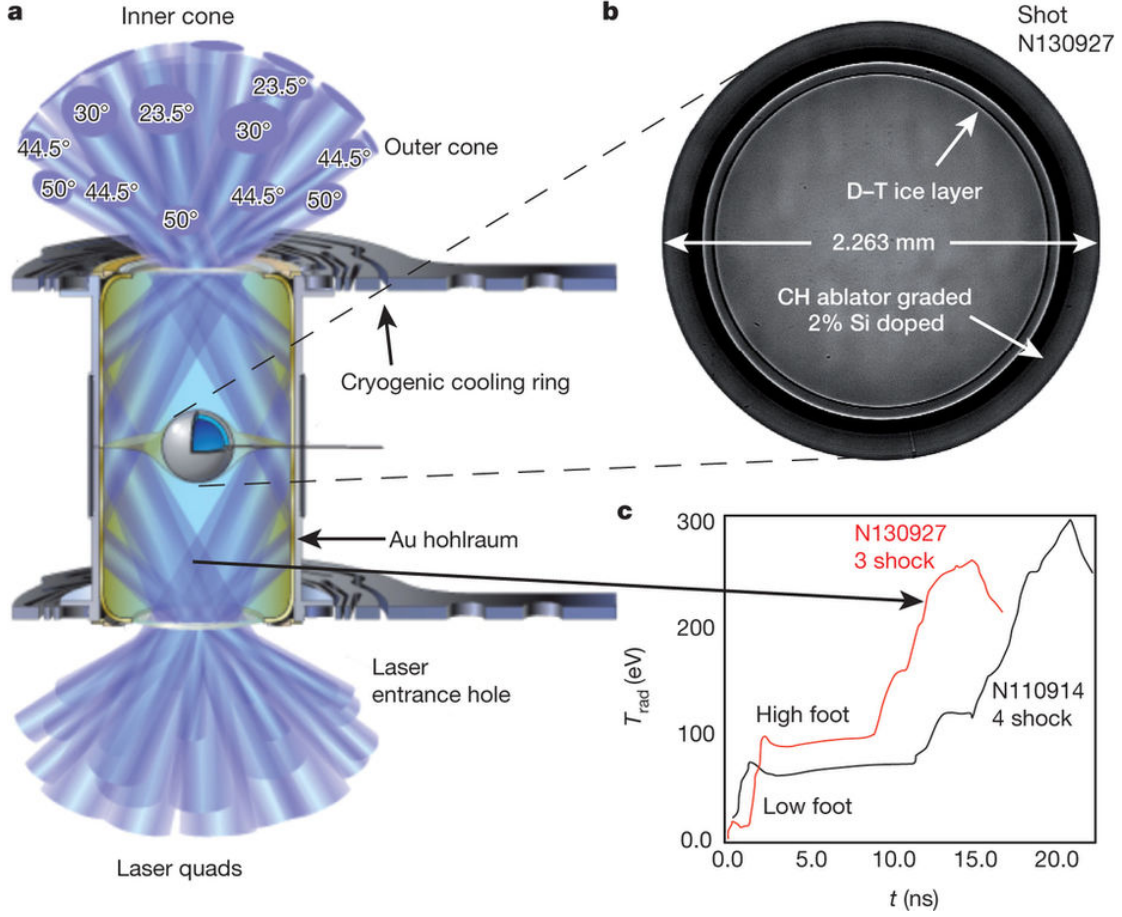 a
Inner cone
23.5°
30°
23.5°
30°
44.5°
44.5°
Outer cone
50°
44.5°
44.5°
50°
50°
Cryogenic cooling ring
Au hohlraum
Laser
entrance hole
Laser quads
b
Shot
N130927
D–T ice layer
2.263 mm
CH ablator graded
2% Si doped
c
300
200
100
0.0
T rad (eV)
N130927
3 shock
High foot
N110914
4 shock
Low foot
0.0 5.0 10.0 15.0 20.0
t (ns)